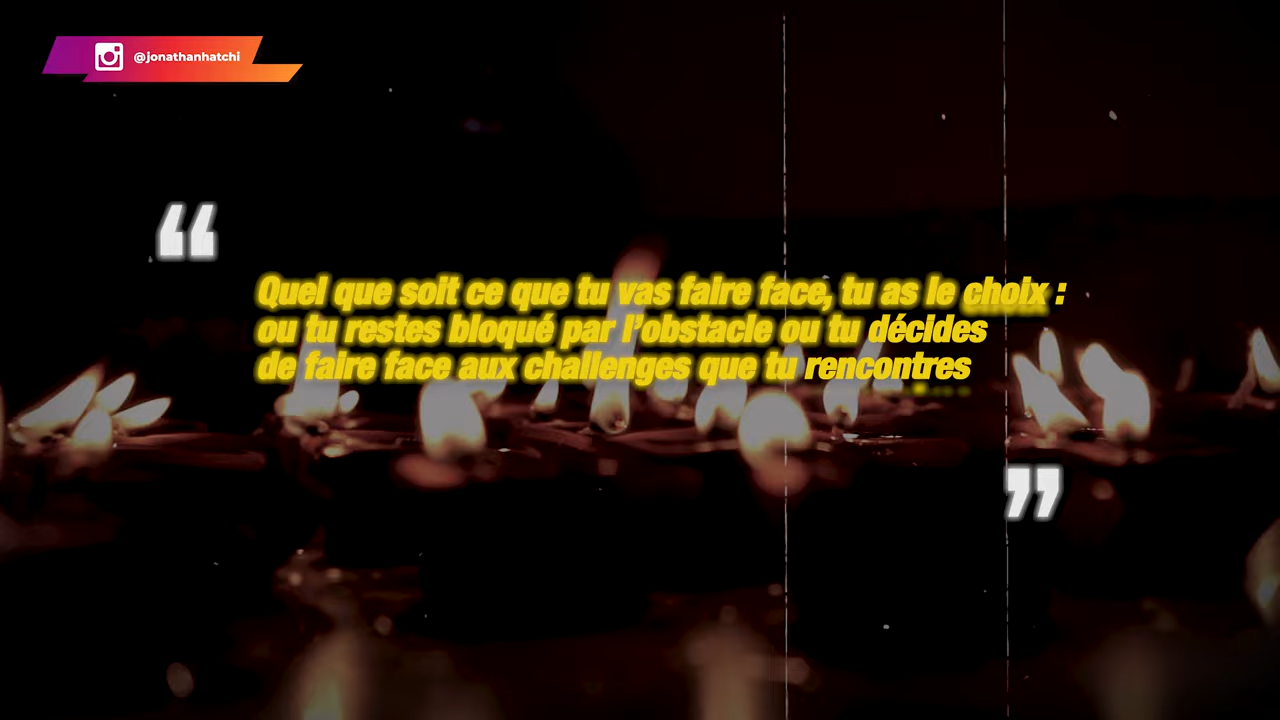 @jonathanhatchi
“
Quel que soit ce que tu vas faire face, tu as le choix :
ou tu restes bloqué par l’obstacle ou tu décides
de faire face aux challenges que tu rencontres
”